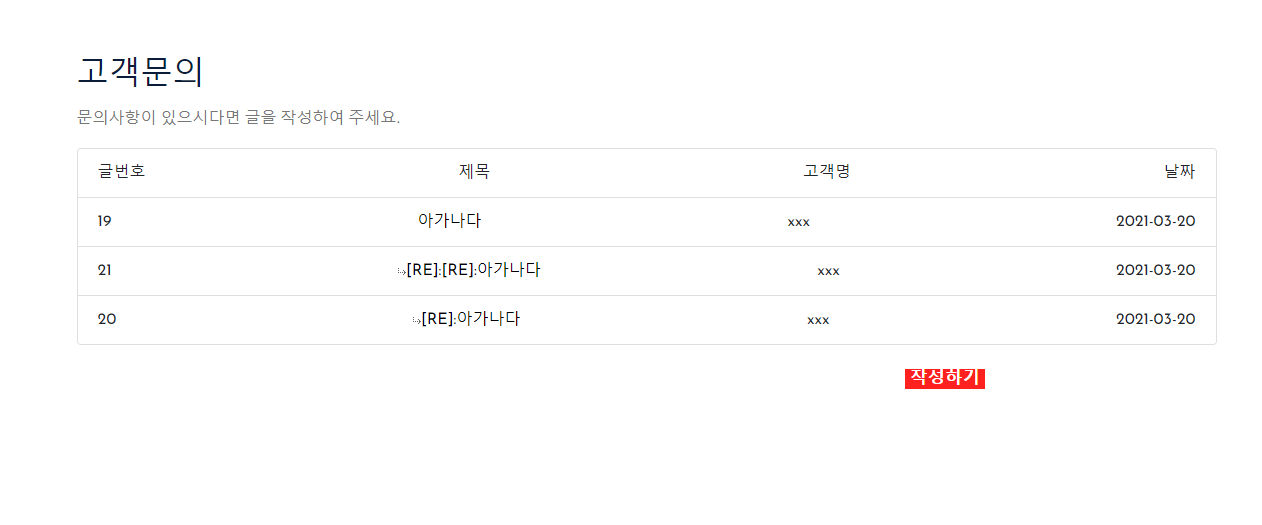 고객문의
문의사항이 있으시다면 글을 작성하여 주세요.
글번호 제목 고객명 날짜
19 아가나다 xxx 2021-03-20
21 [RE]:[RE]:아가나다 xxx 2021-03-20
20 [RE]:아가나다 xxx 2021-03-20
작성하기